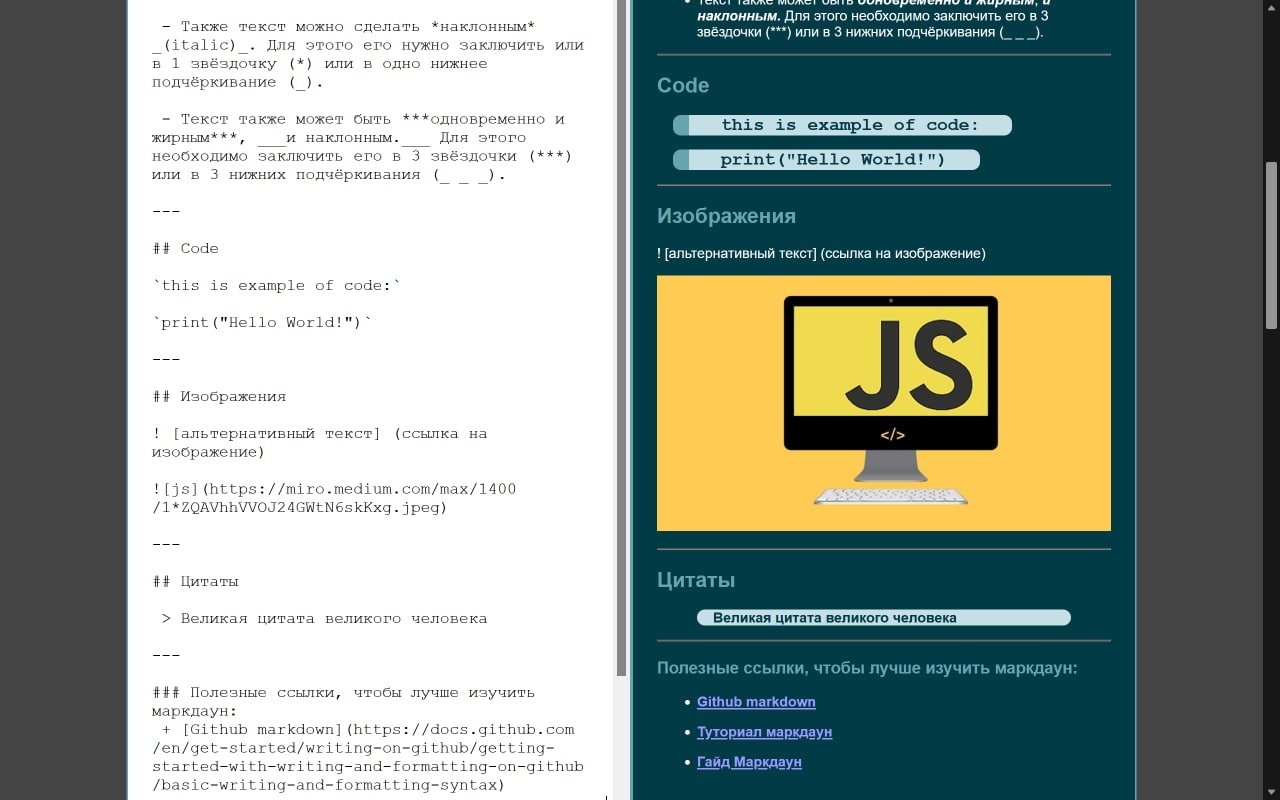 - Также текст можно сделать *наклонным*
_(italic)_. Для этого его нужно заключить или
в 1 звёздочку (*) или в одно нижнее
подчёркивание (_).
- Текст также может быть ***одновременно и
жирным***, ___и наклонным.___ Для этого
необходимо заключить его в 3 звёздочки (***)
или в 3 нижних подчёркивания (_ _ _).
---
## Code
`this is example of code:`
`print("Hello World!")`
---
## Изображения
! [альтернативный текст] (ссылка на
изображение)
![js](https://miro.medium.com/max/1400
/1*ZQAVhhVVOJ24GWtN6skKxg.jpeg)
---
## Цитаты
> Великая цитата великого человека
---
### Полезные ссылки, чтобы лучше изучить
маркдаун:
+ [Github markdown](https://docs.github.com
/en/get-started/writing-on-github/getting-
started-with-writing-and-formatting-on-github
/basic-writing-and-formatting-syntax)
Текст также может быть одновременно и жирным, и
наклонным. Для этого необходимо заключить его в 3
звёздочки (***) или в 3 нижних подчёркивания (_ _ _).
Code
this is example of code:
print("Hello World!")
Изображения
! [альтернативный текст] (ссылка на изображение)
JS
</>
Цитаты
Великая цитата великого человека
Полезные ссылки, чтобы лучше изучить маркдаун:
Github markdown
Туториал маркдаун
Гайд Маркдаун